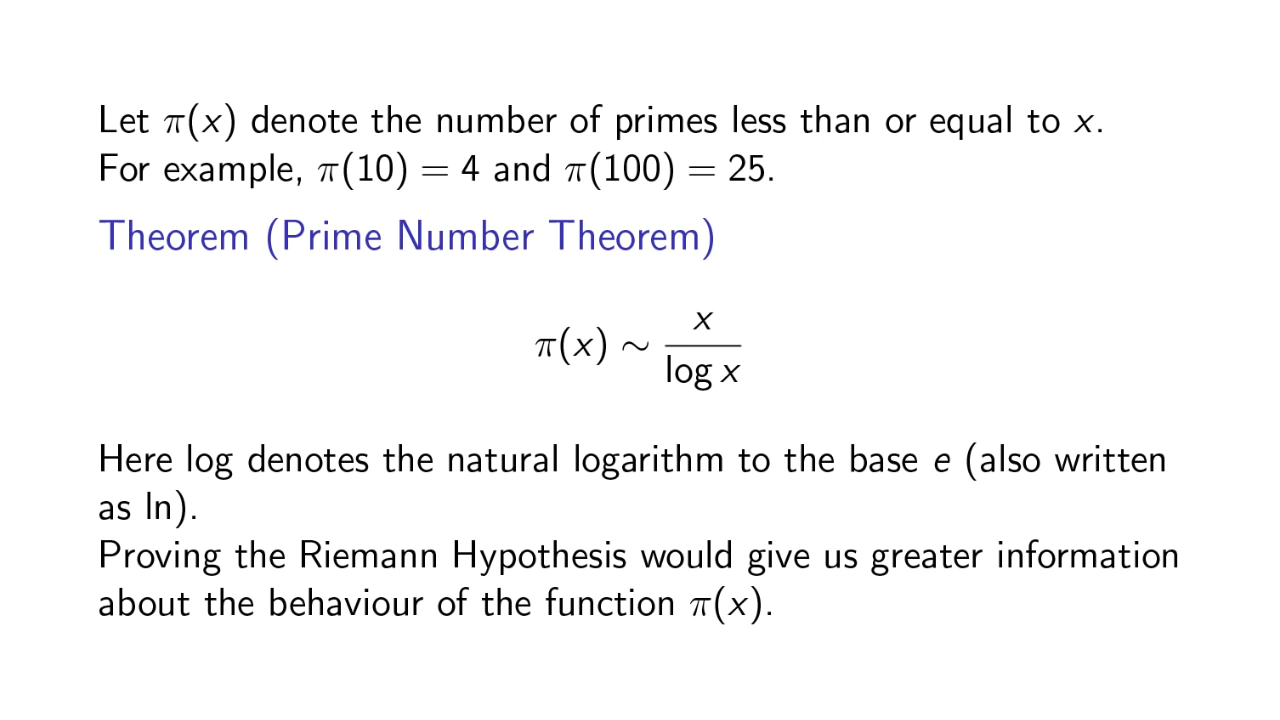 Let π(x) denote the number of primes less than or equal to x.
For example, π(10) = 4 and π(100) = 25.
Theorem (Prime Number Theorem)
π(x) ∼ x / log x
Here log denotes the natural logarithm to the base e (also written
as ln).
Proving the Riemann Hypothesis would give us greater information
about the behaviour of the function π(x).